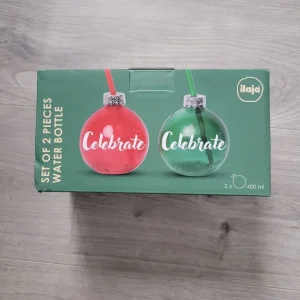 SET OF 2 PIECES
WATER BOTTLE
Celebrate
Celebrate
ilaja
2 x 400 ml